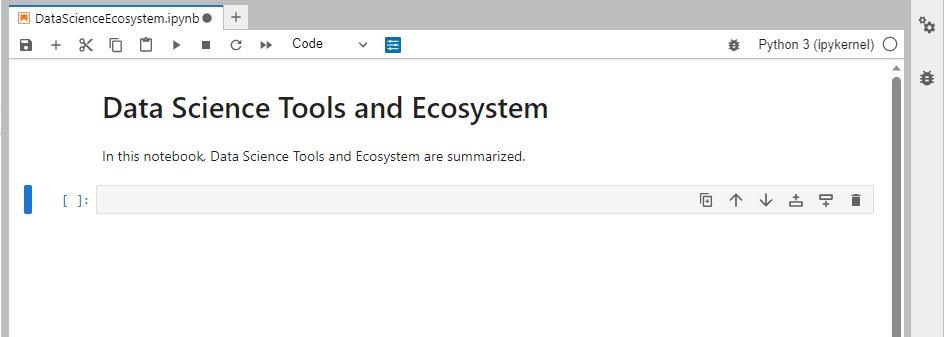 DataScienceEcosystem.ipynb
Code
Python 3 (ipykernel)
Data Science Tools and Ecosystem
In this notebook, Data Science Tools and Ecosystem are summarized.
[ ]: